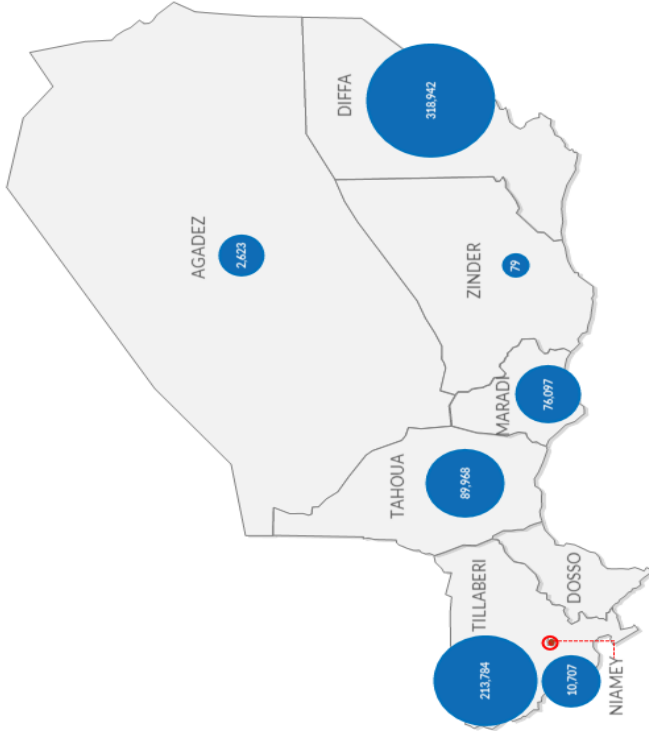 AGADEZ
2,623
DIFFA
318,942
ZINDER
79
MARADI
76,097
TAHOUA
89,968
TILLABERI
213,784
DOSSO
10,707
NIAMEY